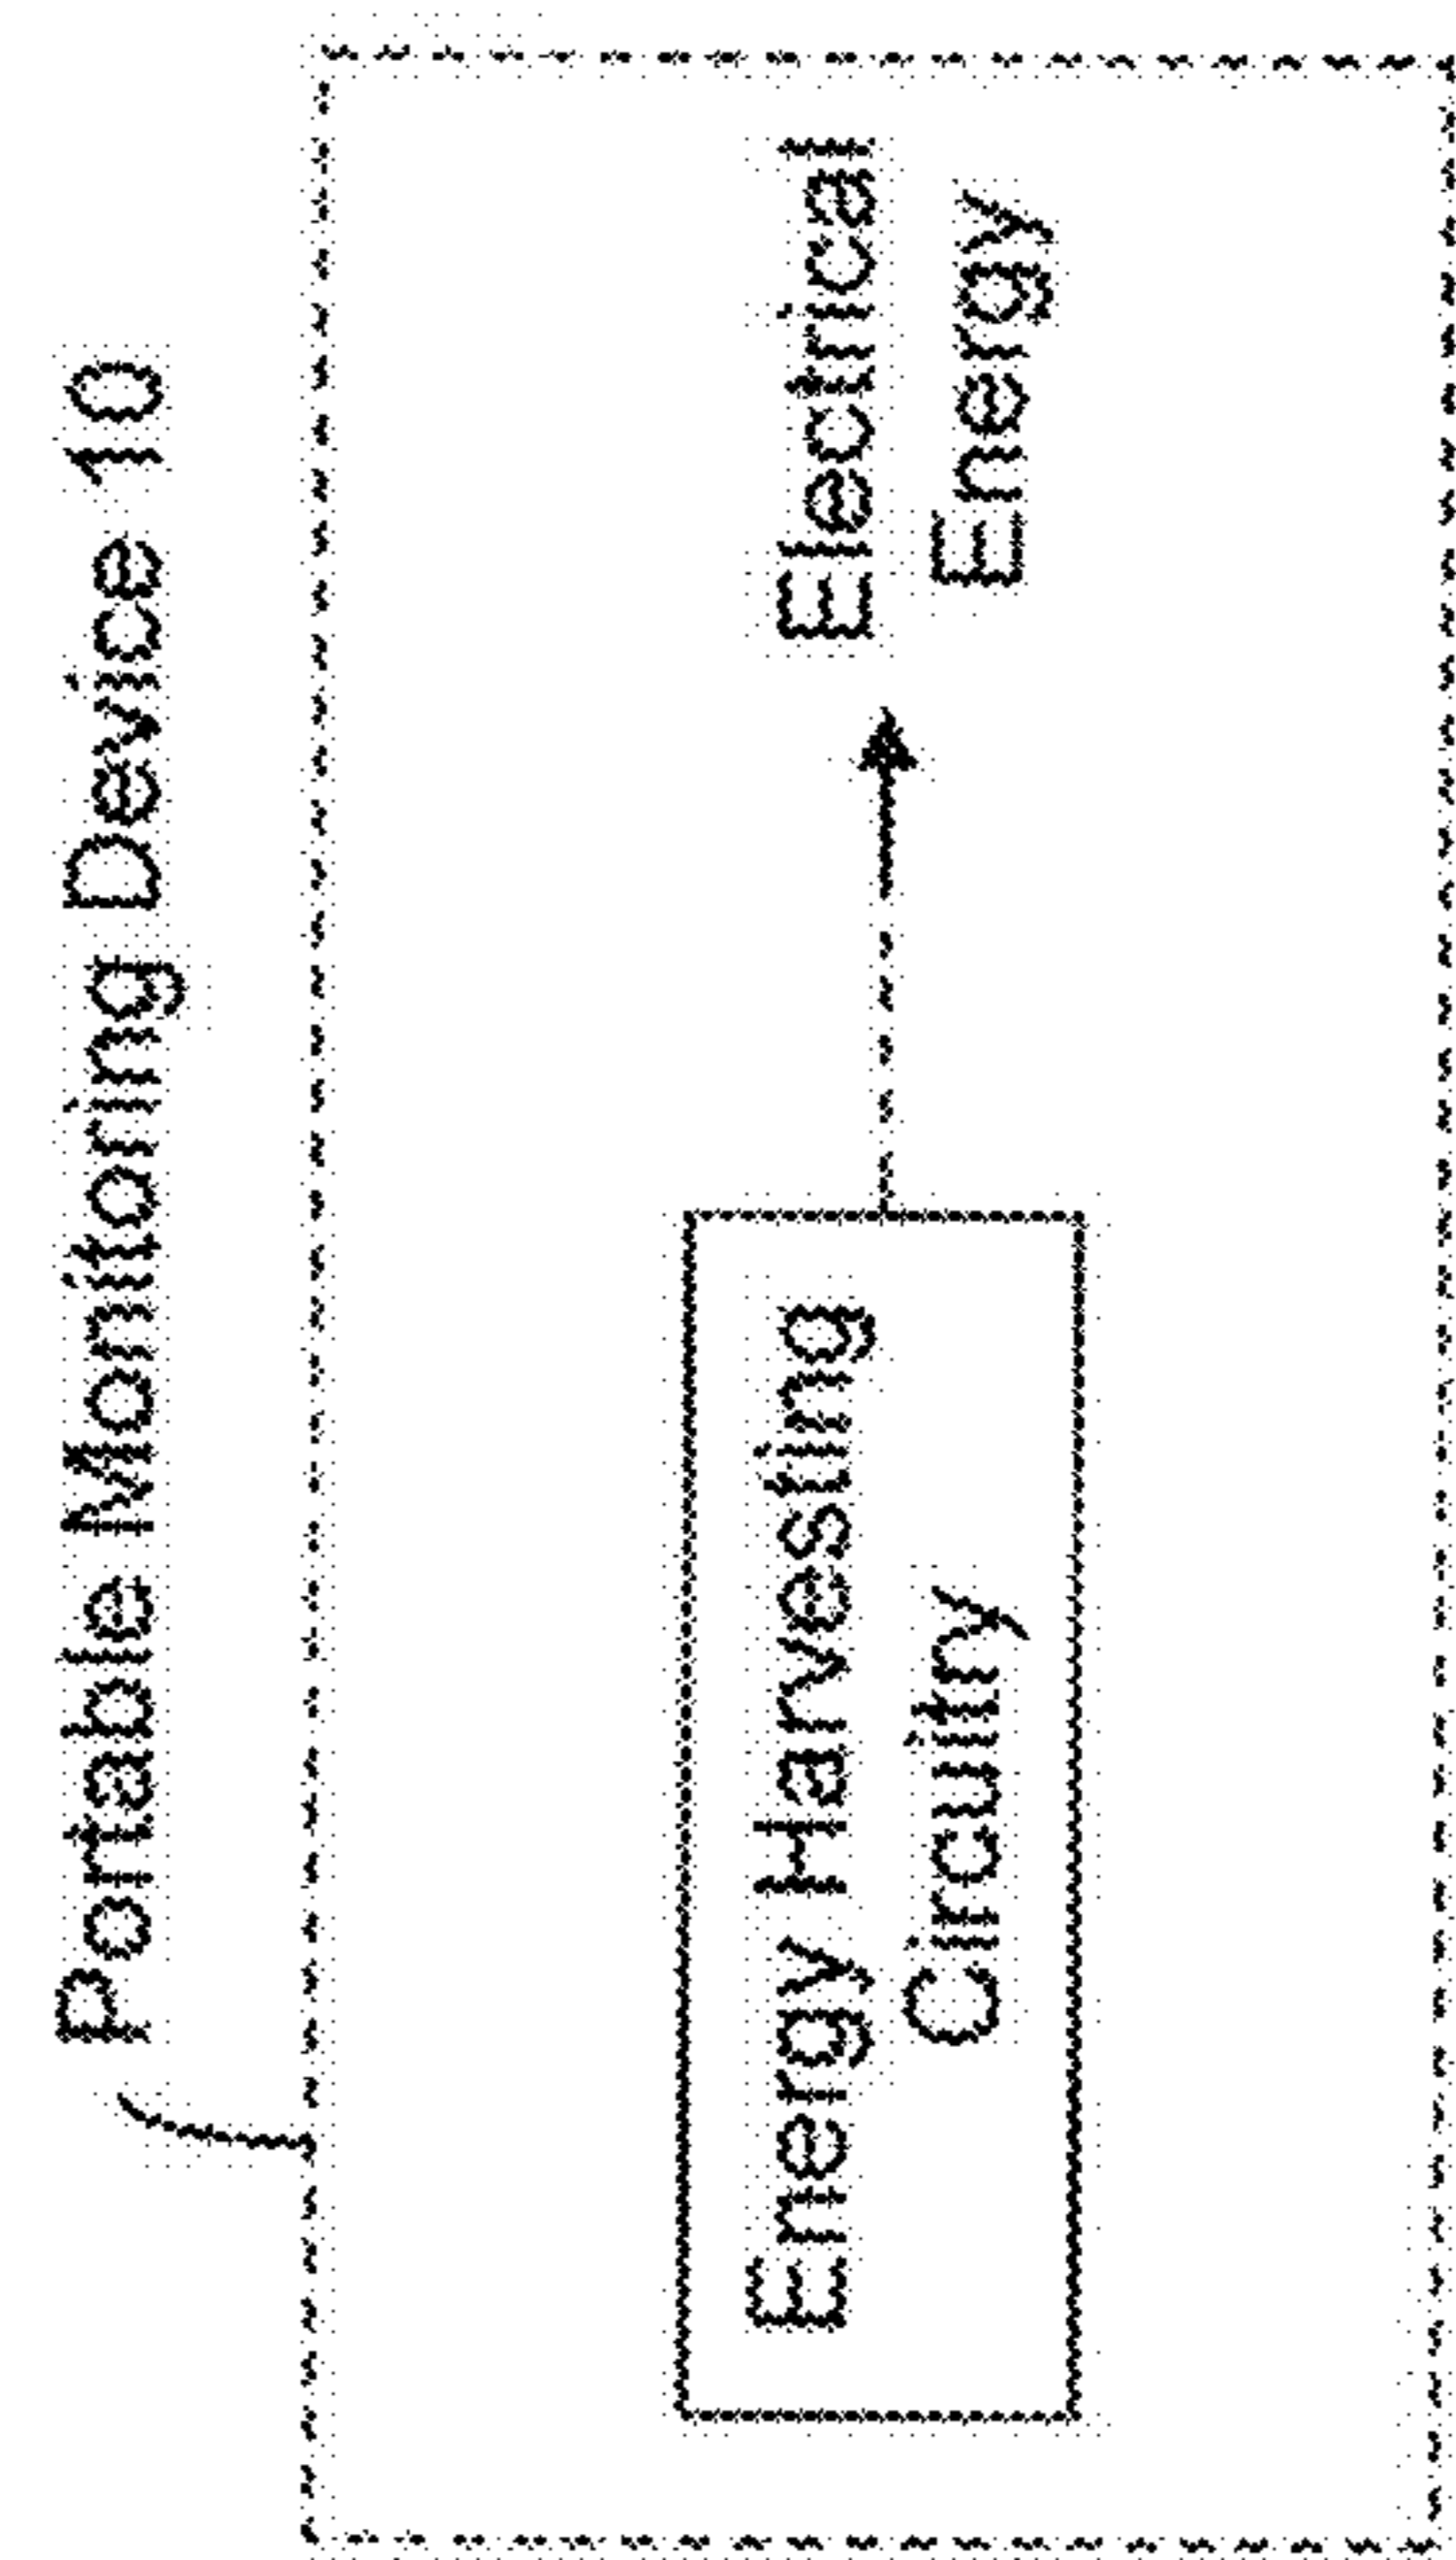 Portable Monitoring Device 10
Energy Harvesting
Circuitry
Electrical
Energy